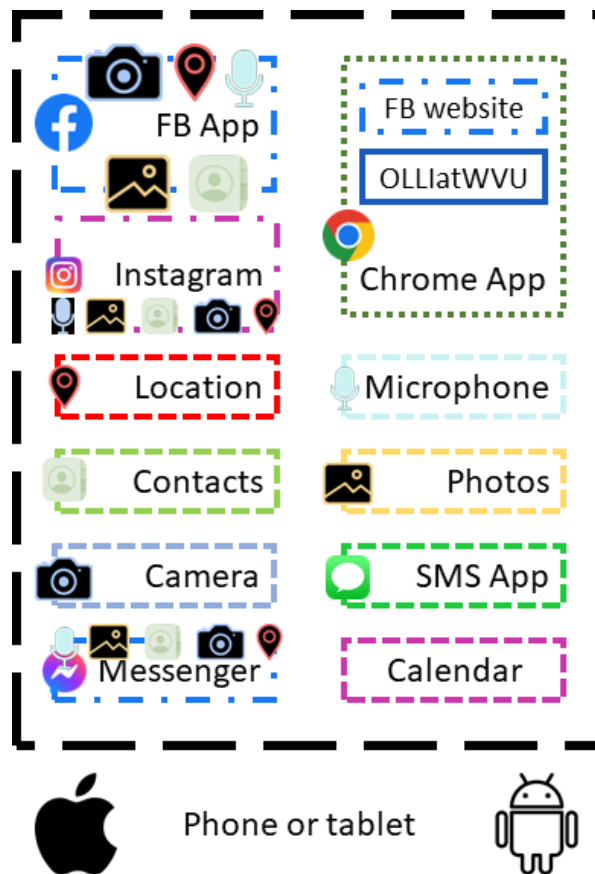 FB App
FB website
OLLIatWVU
Instagram
Chrome App
Location
Microphone
Contacts
Photos
Camera
SMS App
Messenger
Calendar
Phone or tablet